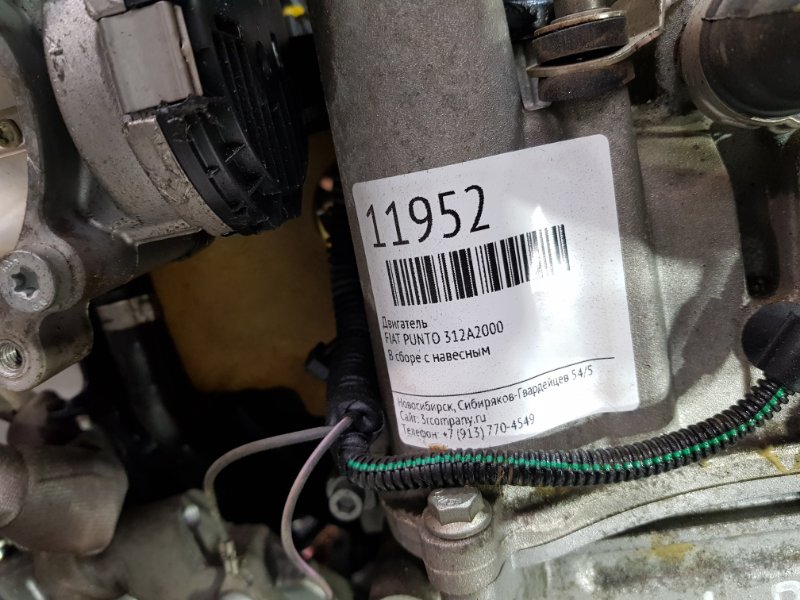 11952
Двигатель
FIAT PUNTO 312A2000
В сборе с навесным
Новосибирск, Сибиряков-Гвардейцев 54/5
Сайт: 3rcompany.ru
Телефон: +7 (913) 770-4549